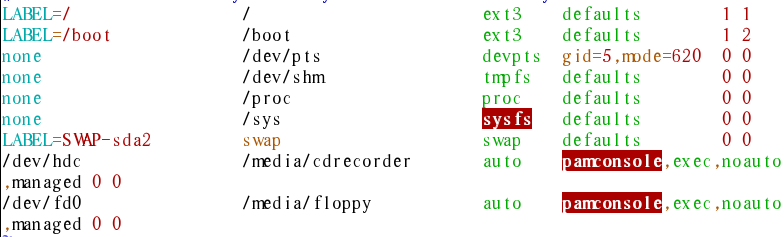 LABEL=/ / ext3 defaults 1 1
LABEL=/boot /boot ext3 defaults 1 2
none /dev/pts devpts gid=5,mode=620 0 0
none /dev/shm tmpfs defaults 0 0
none /proc proc defaults 0 0
none /sys sysfs defaults 0 0
LABEL=SWAP-sda2 swap swap defaults 0 0
/dev/hdc /media/cdrecorder auto pamconsole,exec,noauto
,managed 0 0
/dev/fd0 /media/floppy auto pamconsole,exec,noauto
,managed 0 0